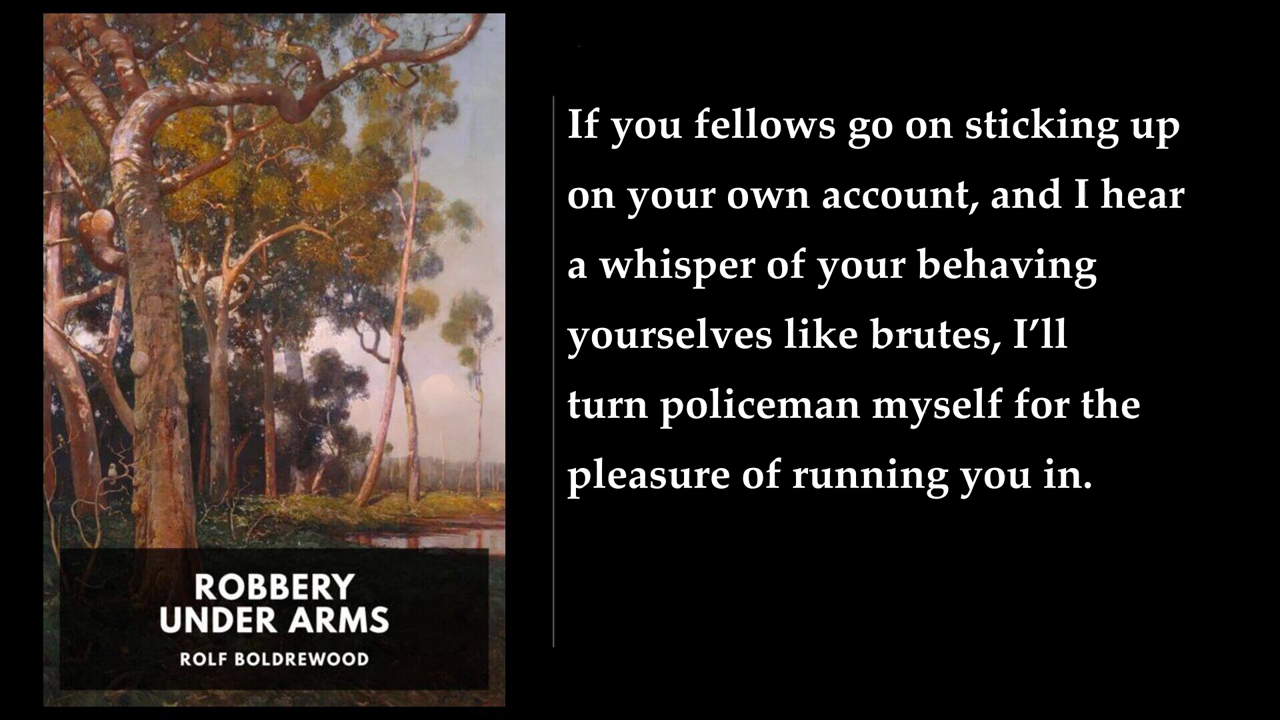 If you fellows go on sticking up
on your own account, and I hear
a whisper of your behaving
yourselves like brutes, I’ll
turn policeman myself for the
pleasure of running you in.
ROBBERY
UNDER ARMS
ROLF BOLDREWOOD